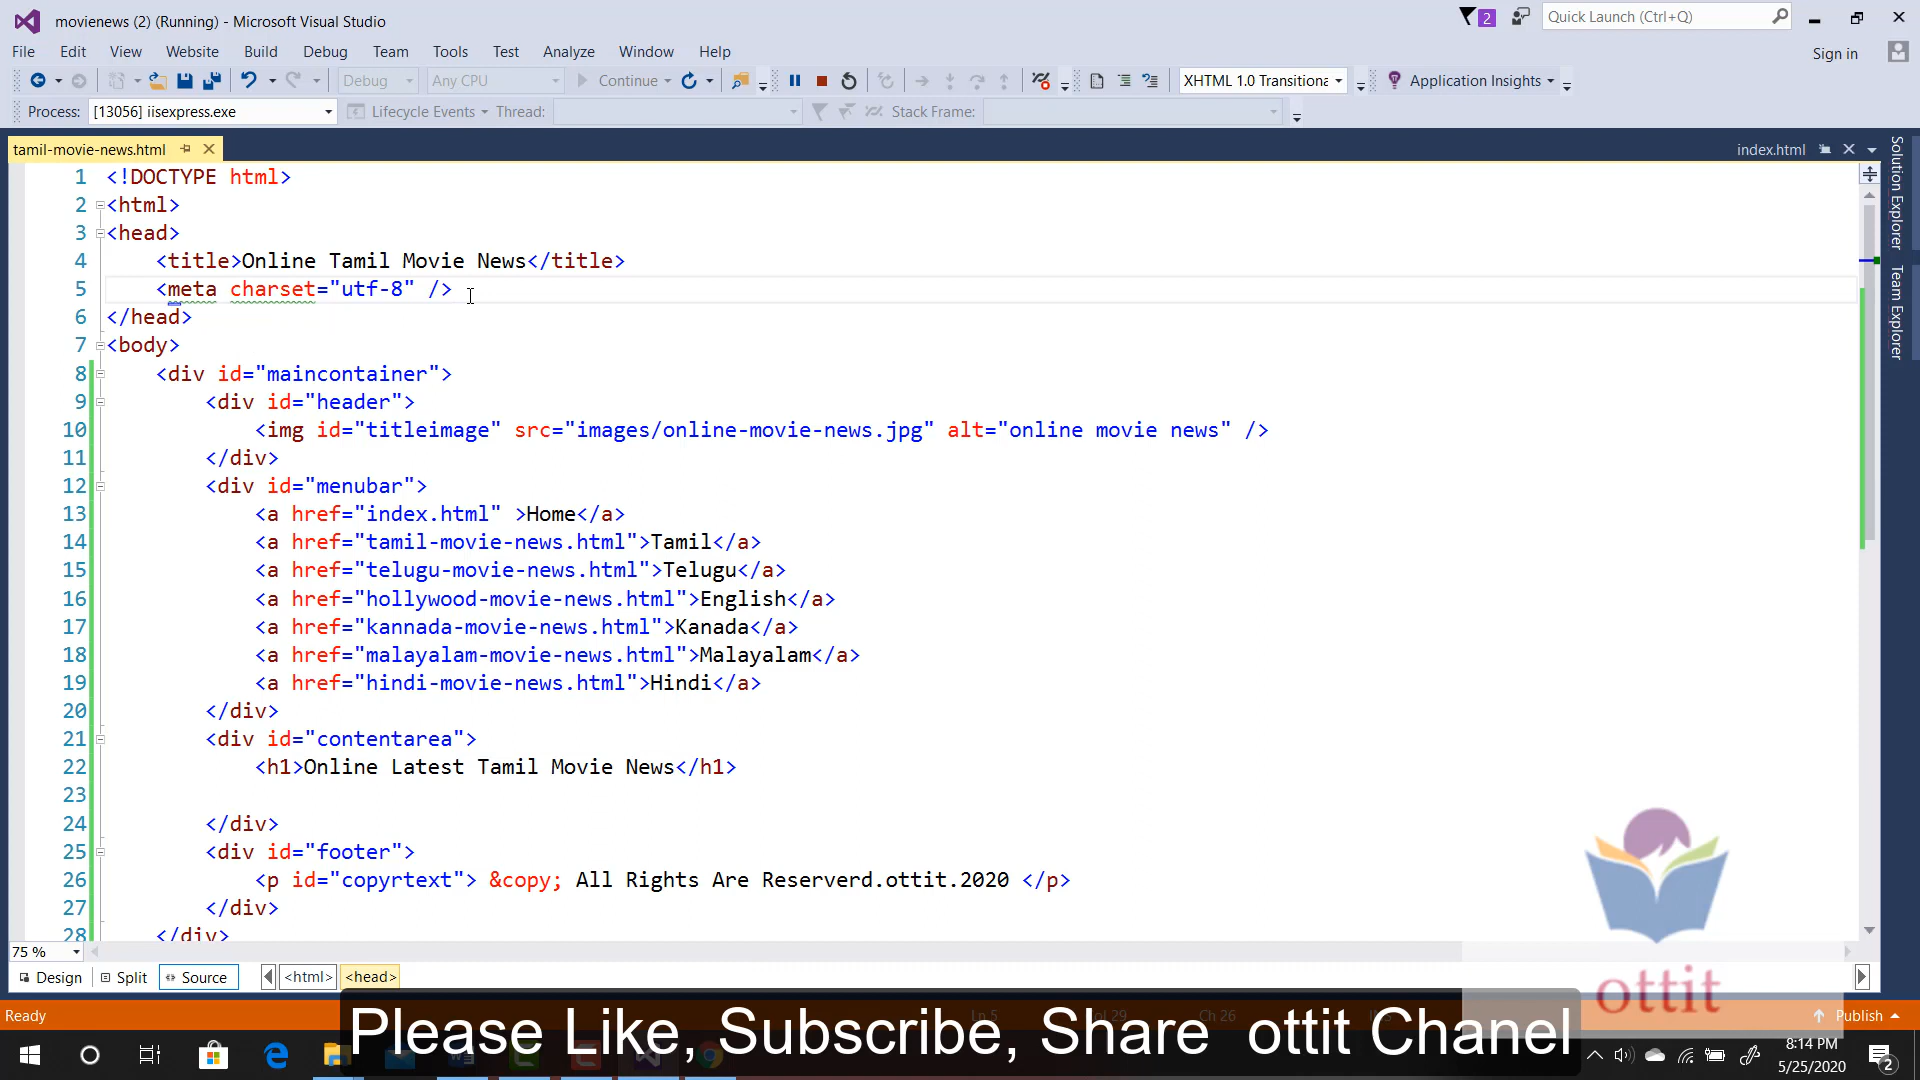 movienews (2) (Running) - Microsoft Visual Studio
2
Quick Launch (Ctrl+Q)
File Edit View Website Build Debug Team Tools Test Analyze Window Help
Sign in
Debug Any CPU Continue XHTML 1.0 Transitiona Application Insights
Process: [13056] iisexpress.exe Lifecycle Events Thread: Stack Frame:
tamil-movie-news.html
index.html
Solution Explorer
Team Explorer
1 <!DOCTYPE html>
2 <html>
3 <head>
4 <title>Online Tamil Movie News</title>
5 <meta charset="utf-8" />
6 </head>
7 <body>
8 <div id="maincontainer">
9 <div id="header">
10 <img id="titleimage" src="images/online-movie-news.jpg" alt="online movie news" />
11 </div>
12 <div id="menubar">
13 <a href="index.html" >Home</a>
14 <a href="tamil-movie-news.html">Tamil</a>
15 <a href="telugu-movie-news.html">Telugu</a>
16 <a href="hollywood-movie-news.html">English</a>
17 <a href="kannada-movie-news.html">Kanada</a>
18 <a href="malayalam-movie-news.html">Malayalam</a>
19 <a href="hindi-movie-news.html">Hindi</a>
20 </div>
21 <div id="contentarea">
22 <h1>Online Latest Tamil Movie News</h1>
23
24 </div>
25 <div id="footer">
26 <p id="copyrtext"> &copy; All Rights Are Reserverd.ottit.2020 </p>
27 </div>
28 </div>
75 %
Design Split Source <html> <head>
ottit
Ready Ln 5 Ch 26 Publish
Please Like, Subscribe, Share ottit Chanel
8:14 PM
5/25/2020
2